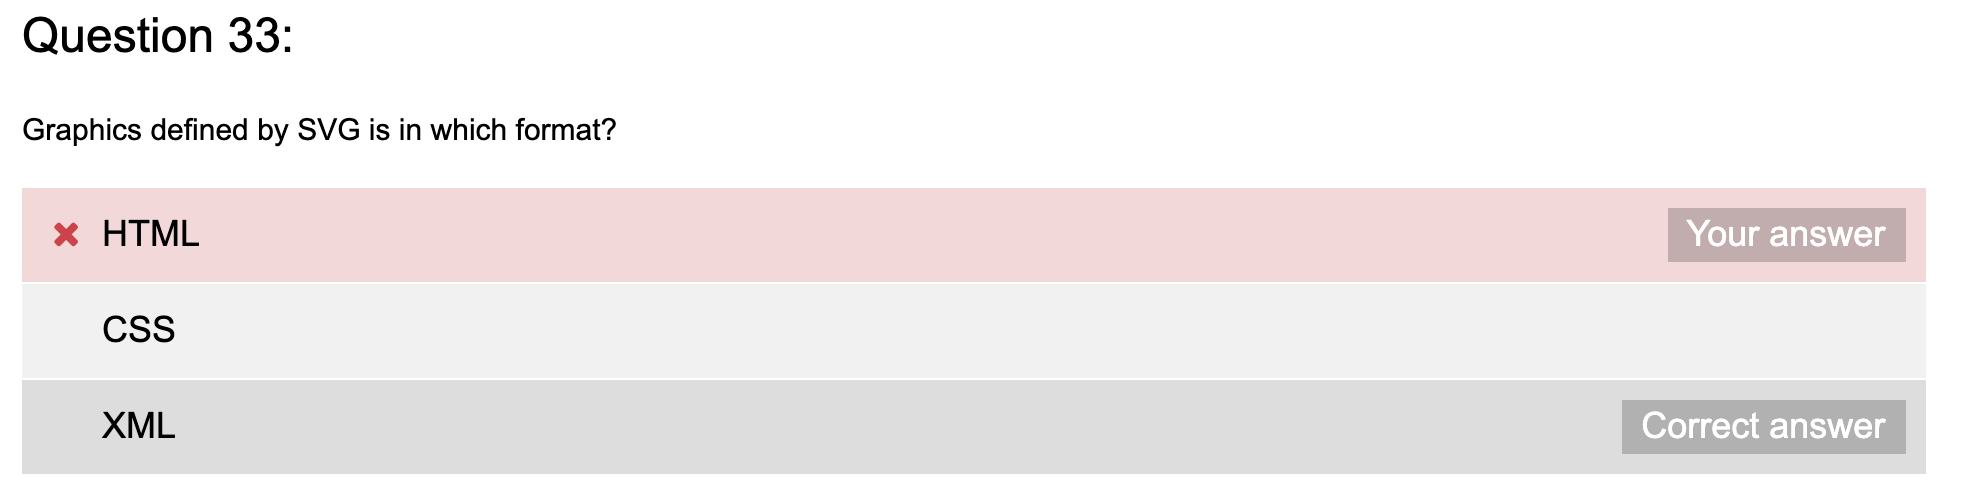 Question 33:
Graphics defined by SVG is in which format?
HTML Your answer
CSS
XML Correct answer